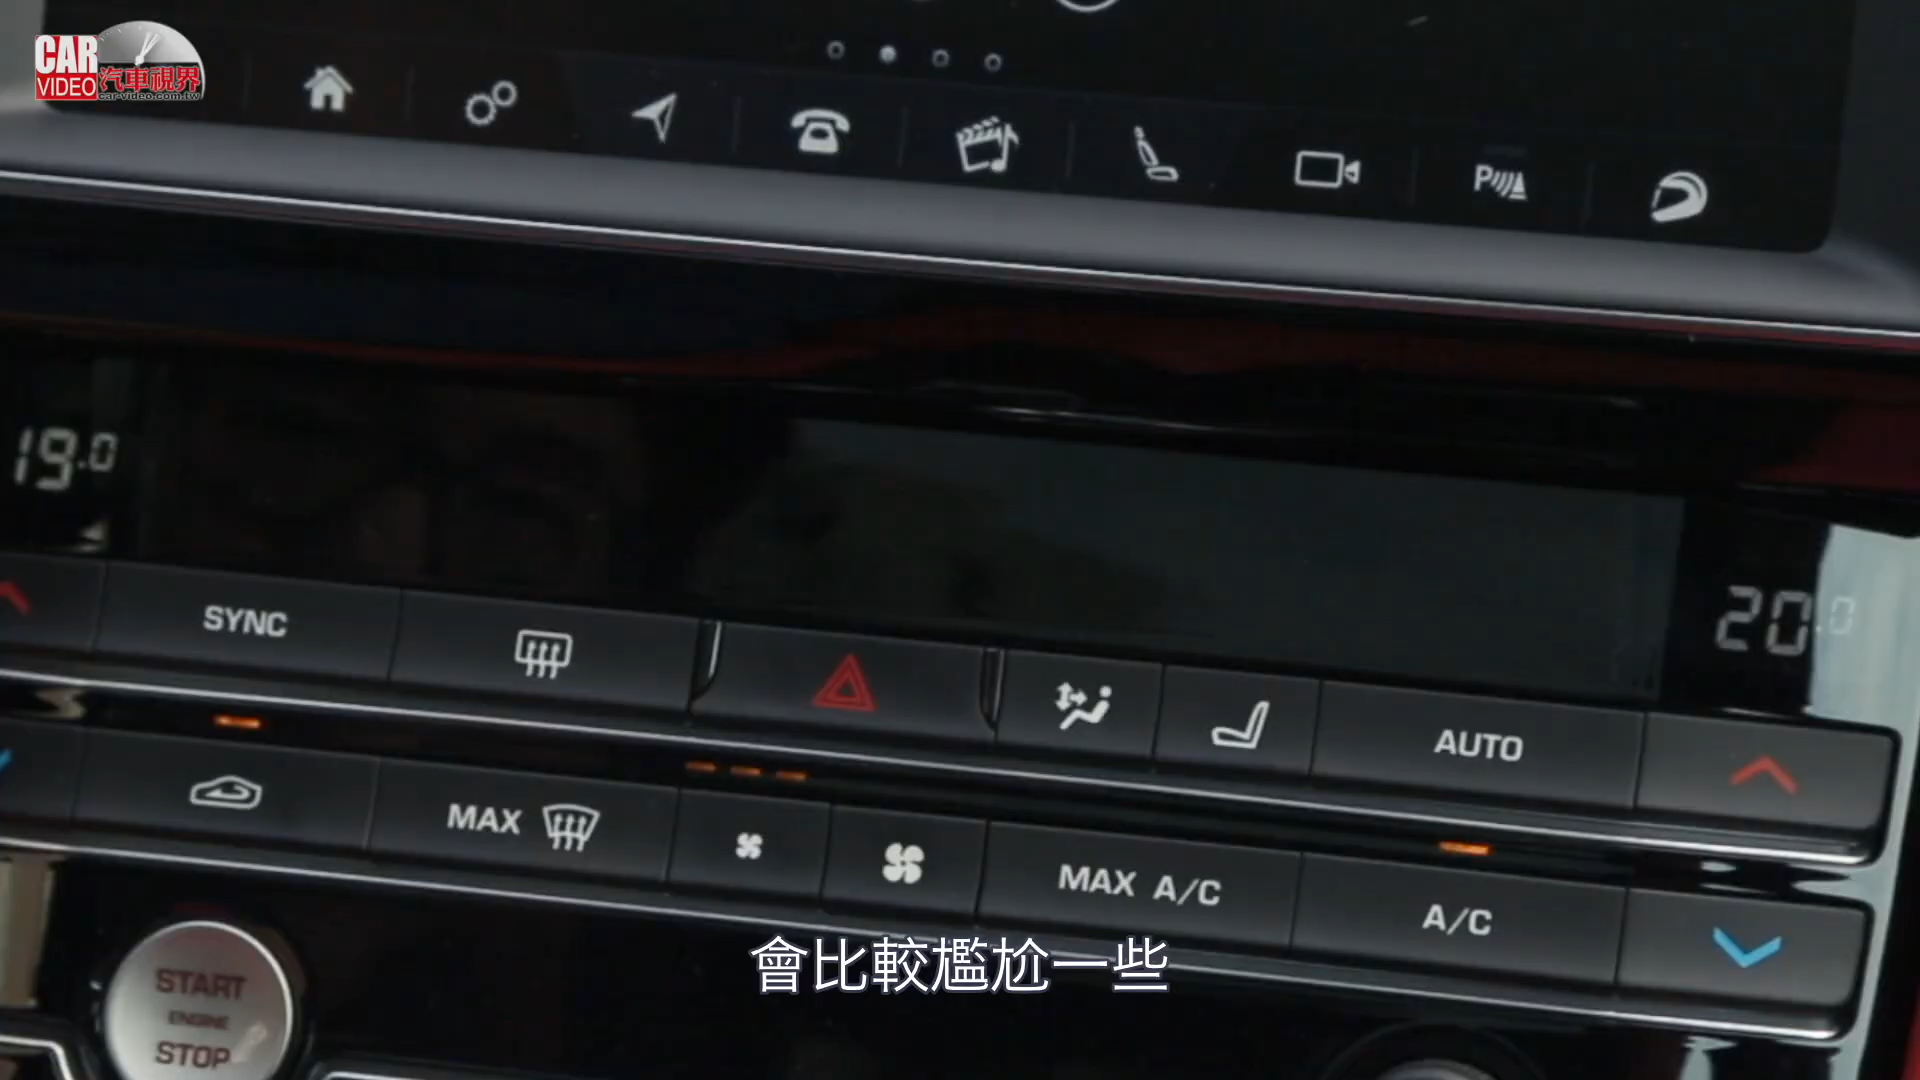 CAR
VIDEO 汽車視界
car-video.com.tw
P
19.0
20.0
SYNC
AUTO
MAX
MAX A/C
A/C
START
ENGINE
STOP
會比較尷尬一些